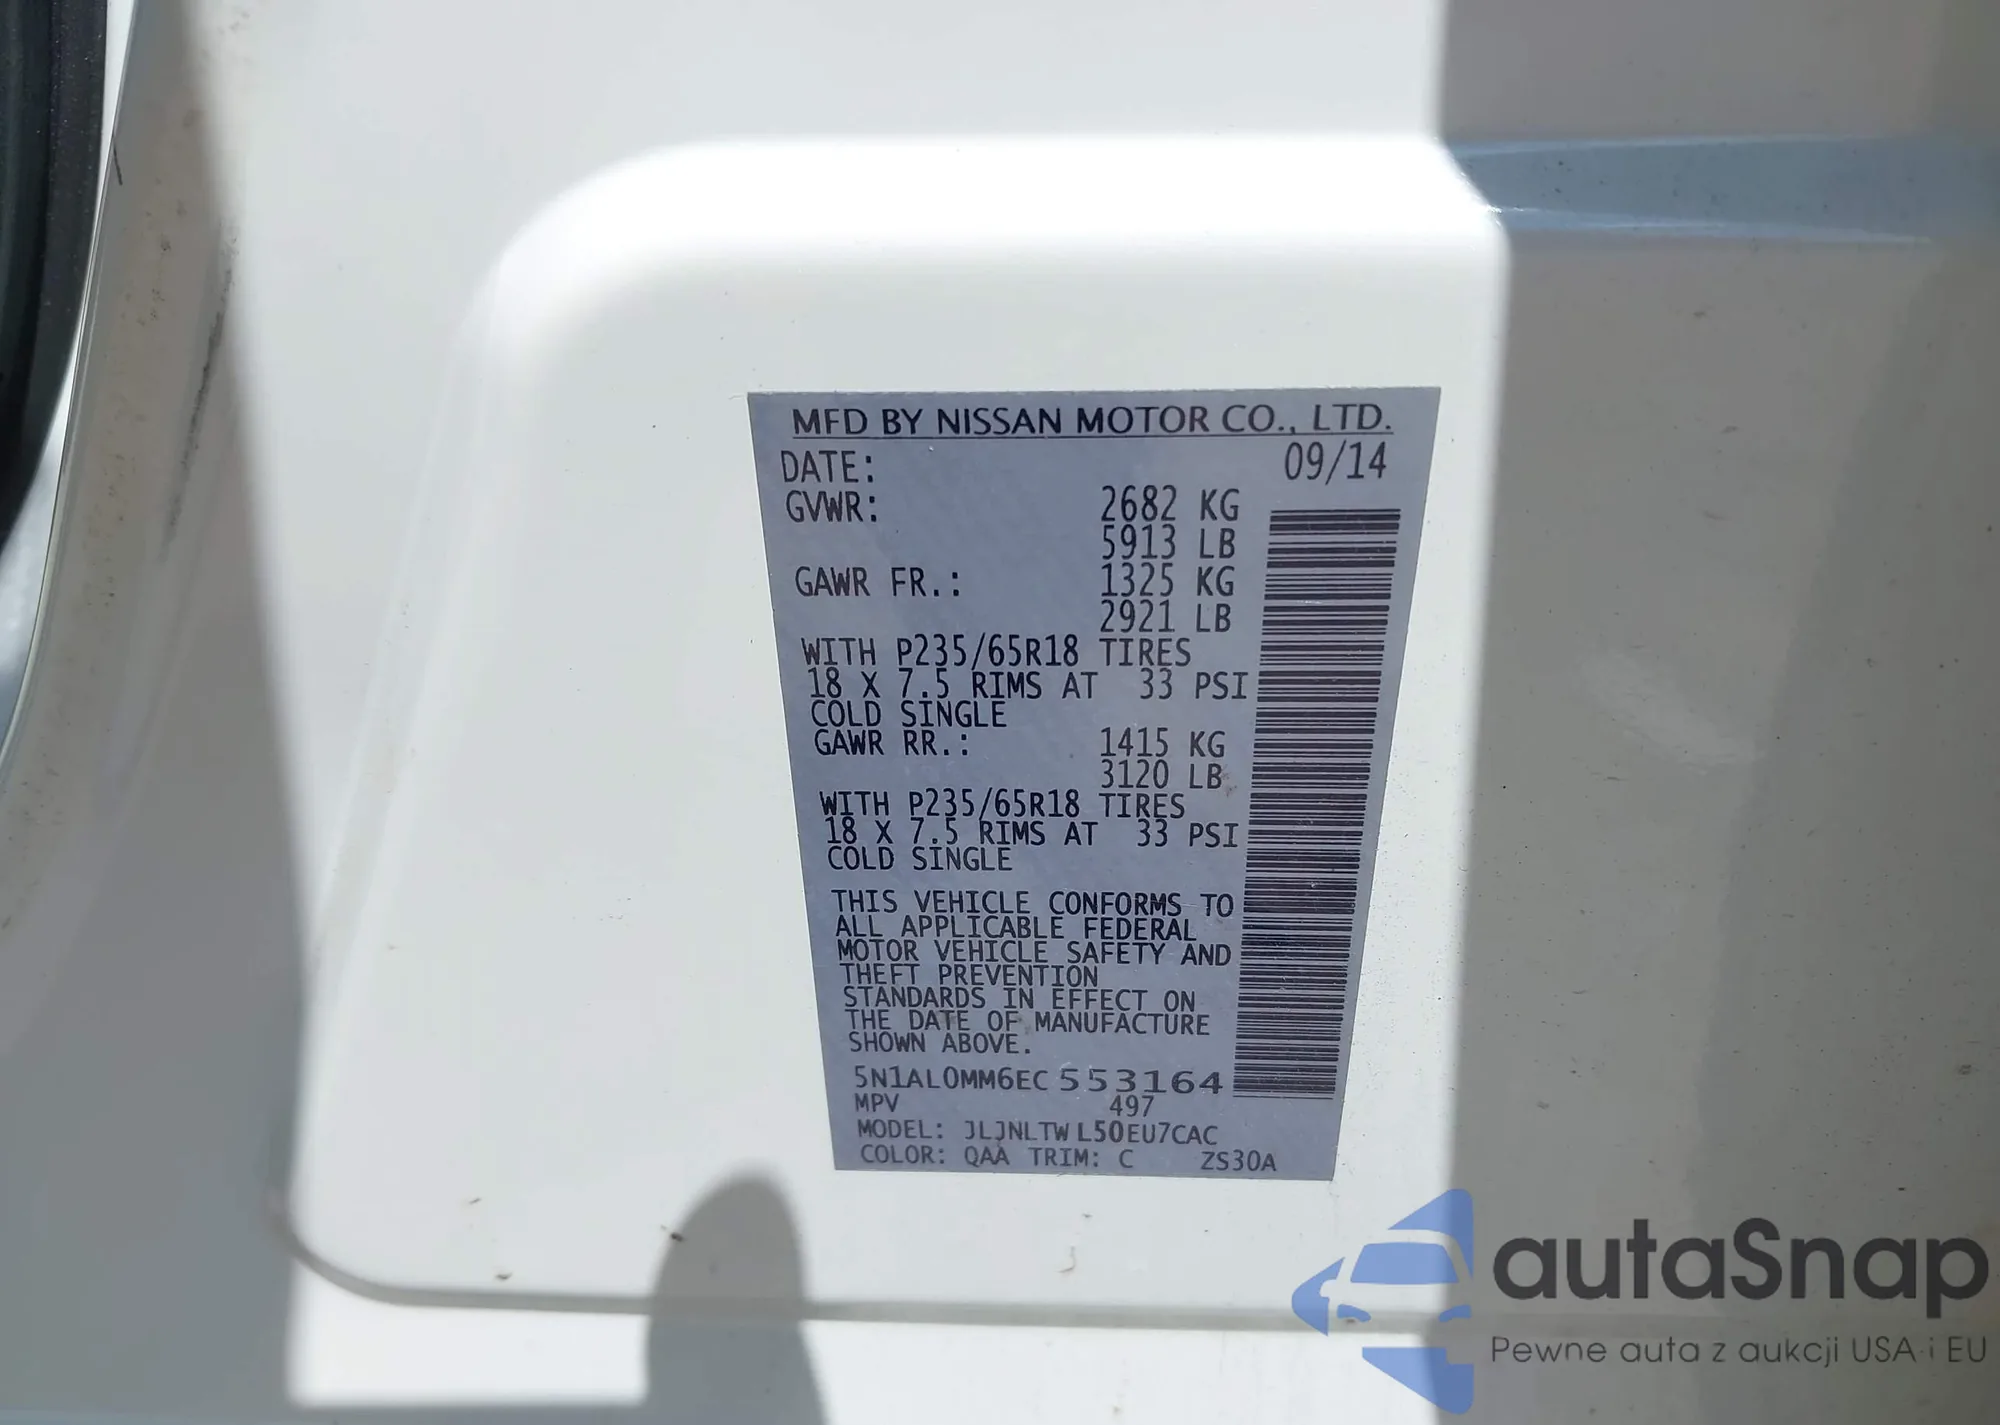 MFD BY NISSAN MOTOR CO., LTD.
DATE: 09/14
GVWR: 2682 KG
5913 LB
GAWR FR.: 1325 KG
2921 LB
WITH P235/65R18 TIRES
18 X 7.5 RIMS AT 33 PSI
COLD SINGLE
GAWR RR.: 1415 KG
3120 LB
WITH P235/65R18 TIRES
18 X 7.5 RIMS AT 33 PSI
COLD SINGLE
THIS VEHICLE CONFORMS TO
ALL APPLICABLE FEDERAL
MOTOR VEHICLE SAFETY AND
THEFT PREVENTION
STANDARDS IN EFFECT ON
THE DATE OF MANUFACTURE
SHOWN ABOVE.
5N1AL0MM6EC 553164
MPV 497
MODEL: JLJNLTW L50EU7CAC
COLOR: QAA TRIM: C ZS30A
autaSnap
Pewne auta z aukcji USA i EU